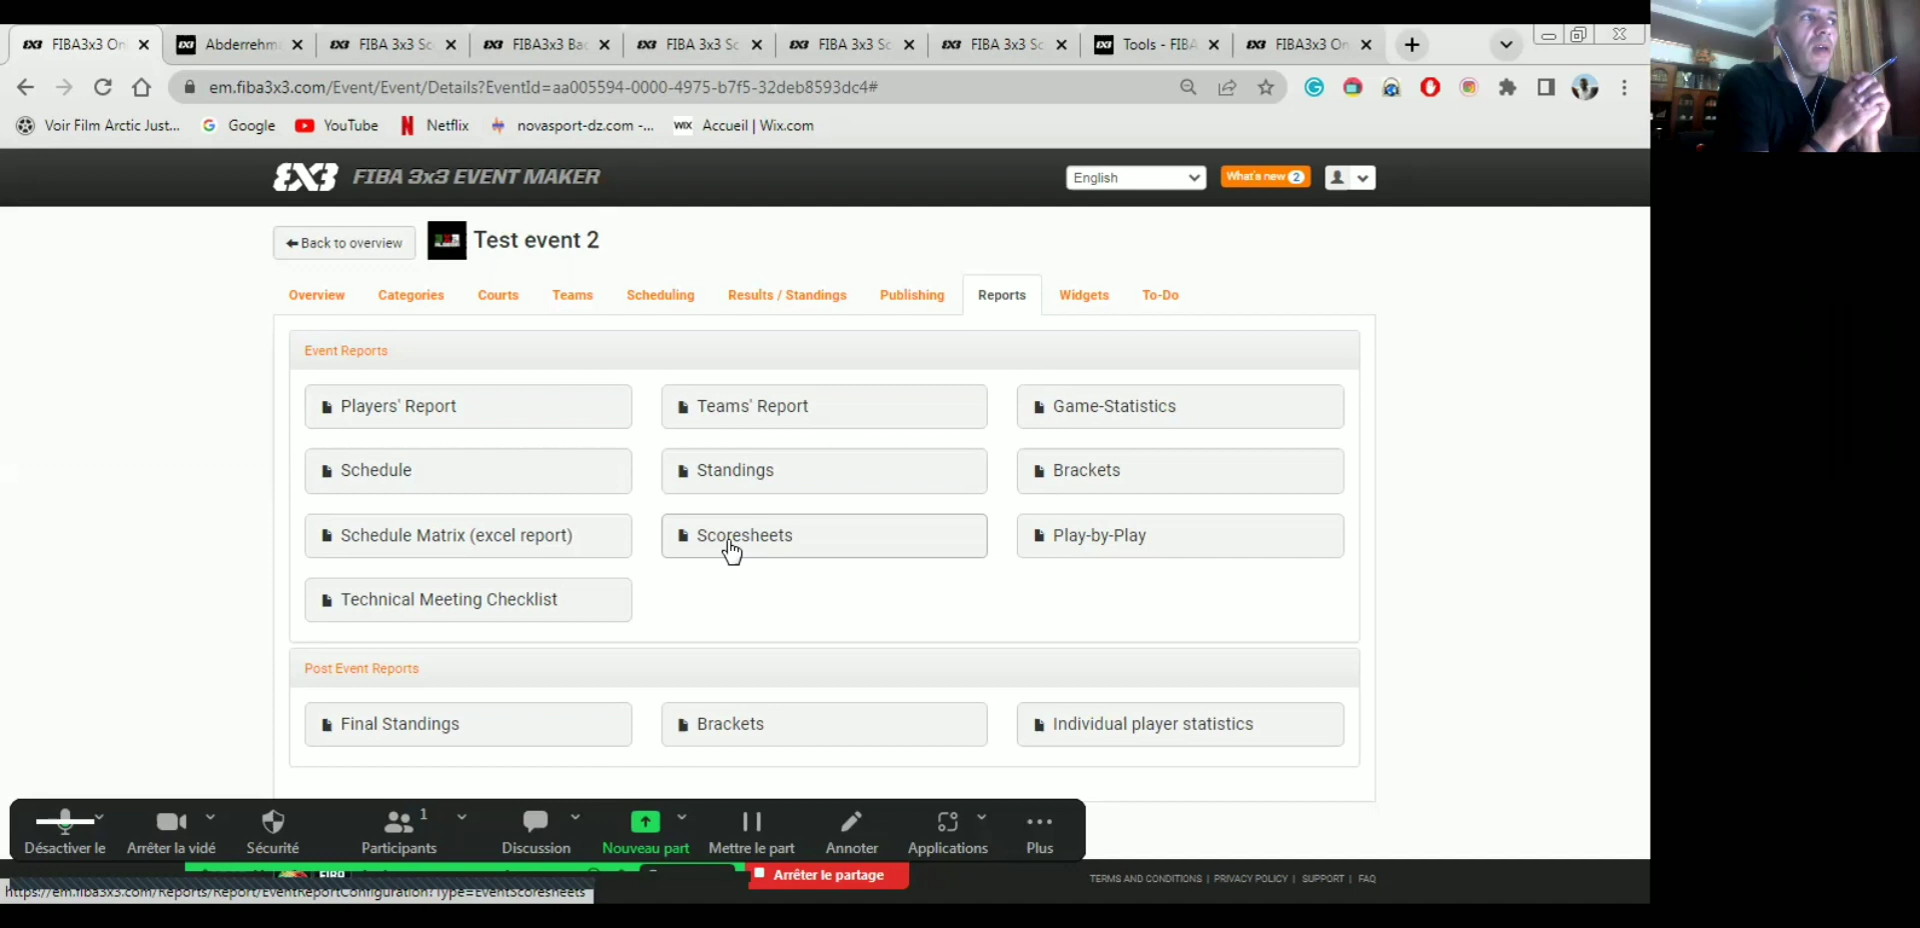 FIBA3x3 On
Abderrehma
FIBA 3x3 Sc
FIBA3x3 Bac
FIBA 3x3 Sc
FIBA 3x3 Sc
FIBA 3x3 Sc
Tools - FIBA
FIBA3x3 On
em.fiba3x3.com/Event/Event/Details?EventId=aa005594-0000-4975-b7f5-32deb8593dc4#
Voir Film Arctic Just...
Google
YouTube
Netflix
novasport-dz.com -...
WIX Accueil | Wix.com
3X3 FIBA 3x3 EVENT MAKER
English
What's new 2
Back to overview
Test event 2
Overview
Categories
Courts
Teams
Scheduling
Results / Standings
Publishing
Reports
Widgets
To-Do
Event Reports
Players' Report
Teams' Report
Game-Statistics
Schedule
Standings
Brackets
Schedule Matrix (excel report)
Scoresheets
Play-by-Play
Technical Meeting Checklist
Post Event Reports
Final Standings
Brackets
Individual player statistics
1
Désactiver le
Arrêter la vidé
Sécurité
Participants
Discussion
Nouveau part
Mettre le part
Annoter
Applications
Plus
FIBA
Arrêter le partage
TERMS AND CONDITIONS | PRIVACY POLICY | SUPPORT | FAQ
https://em.fiba3x3.com/Reports/Report/EventReportConfiguration?Type=EventScoresheets